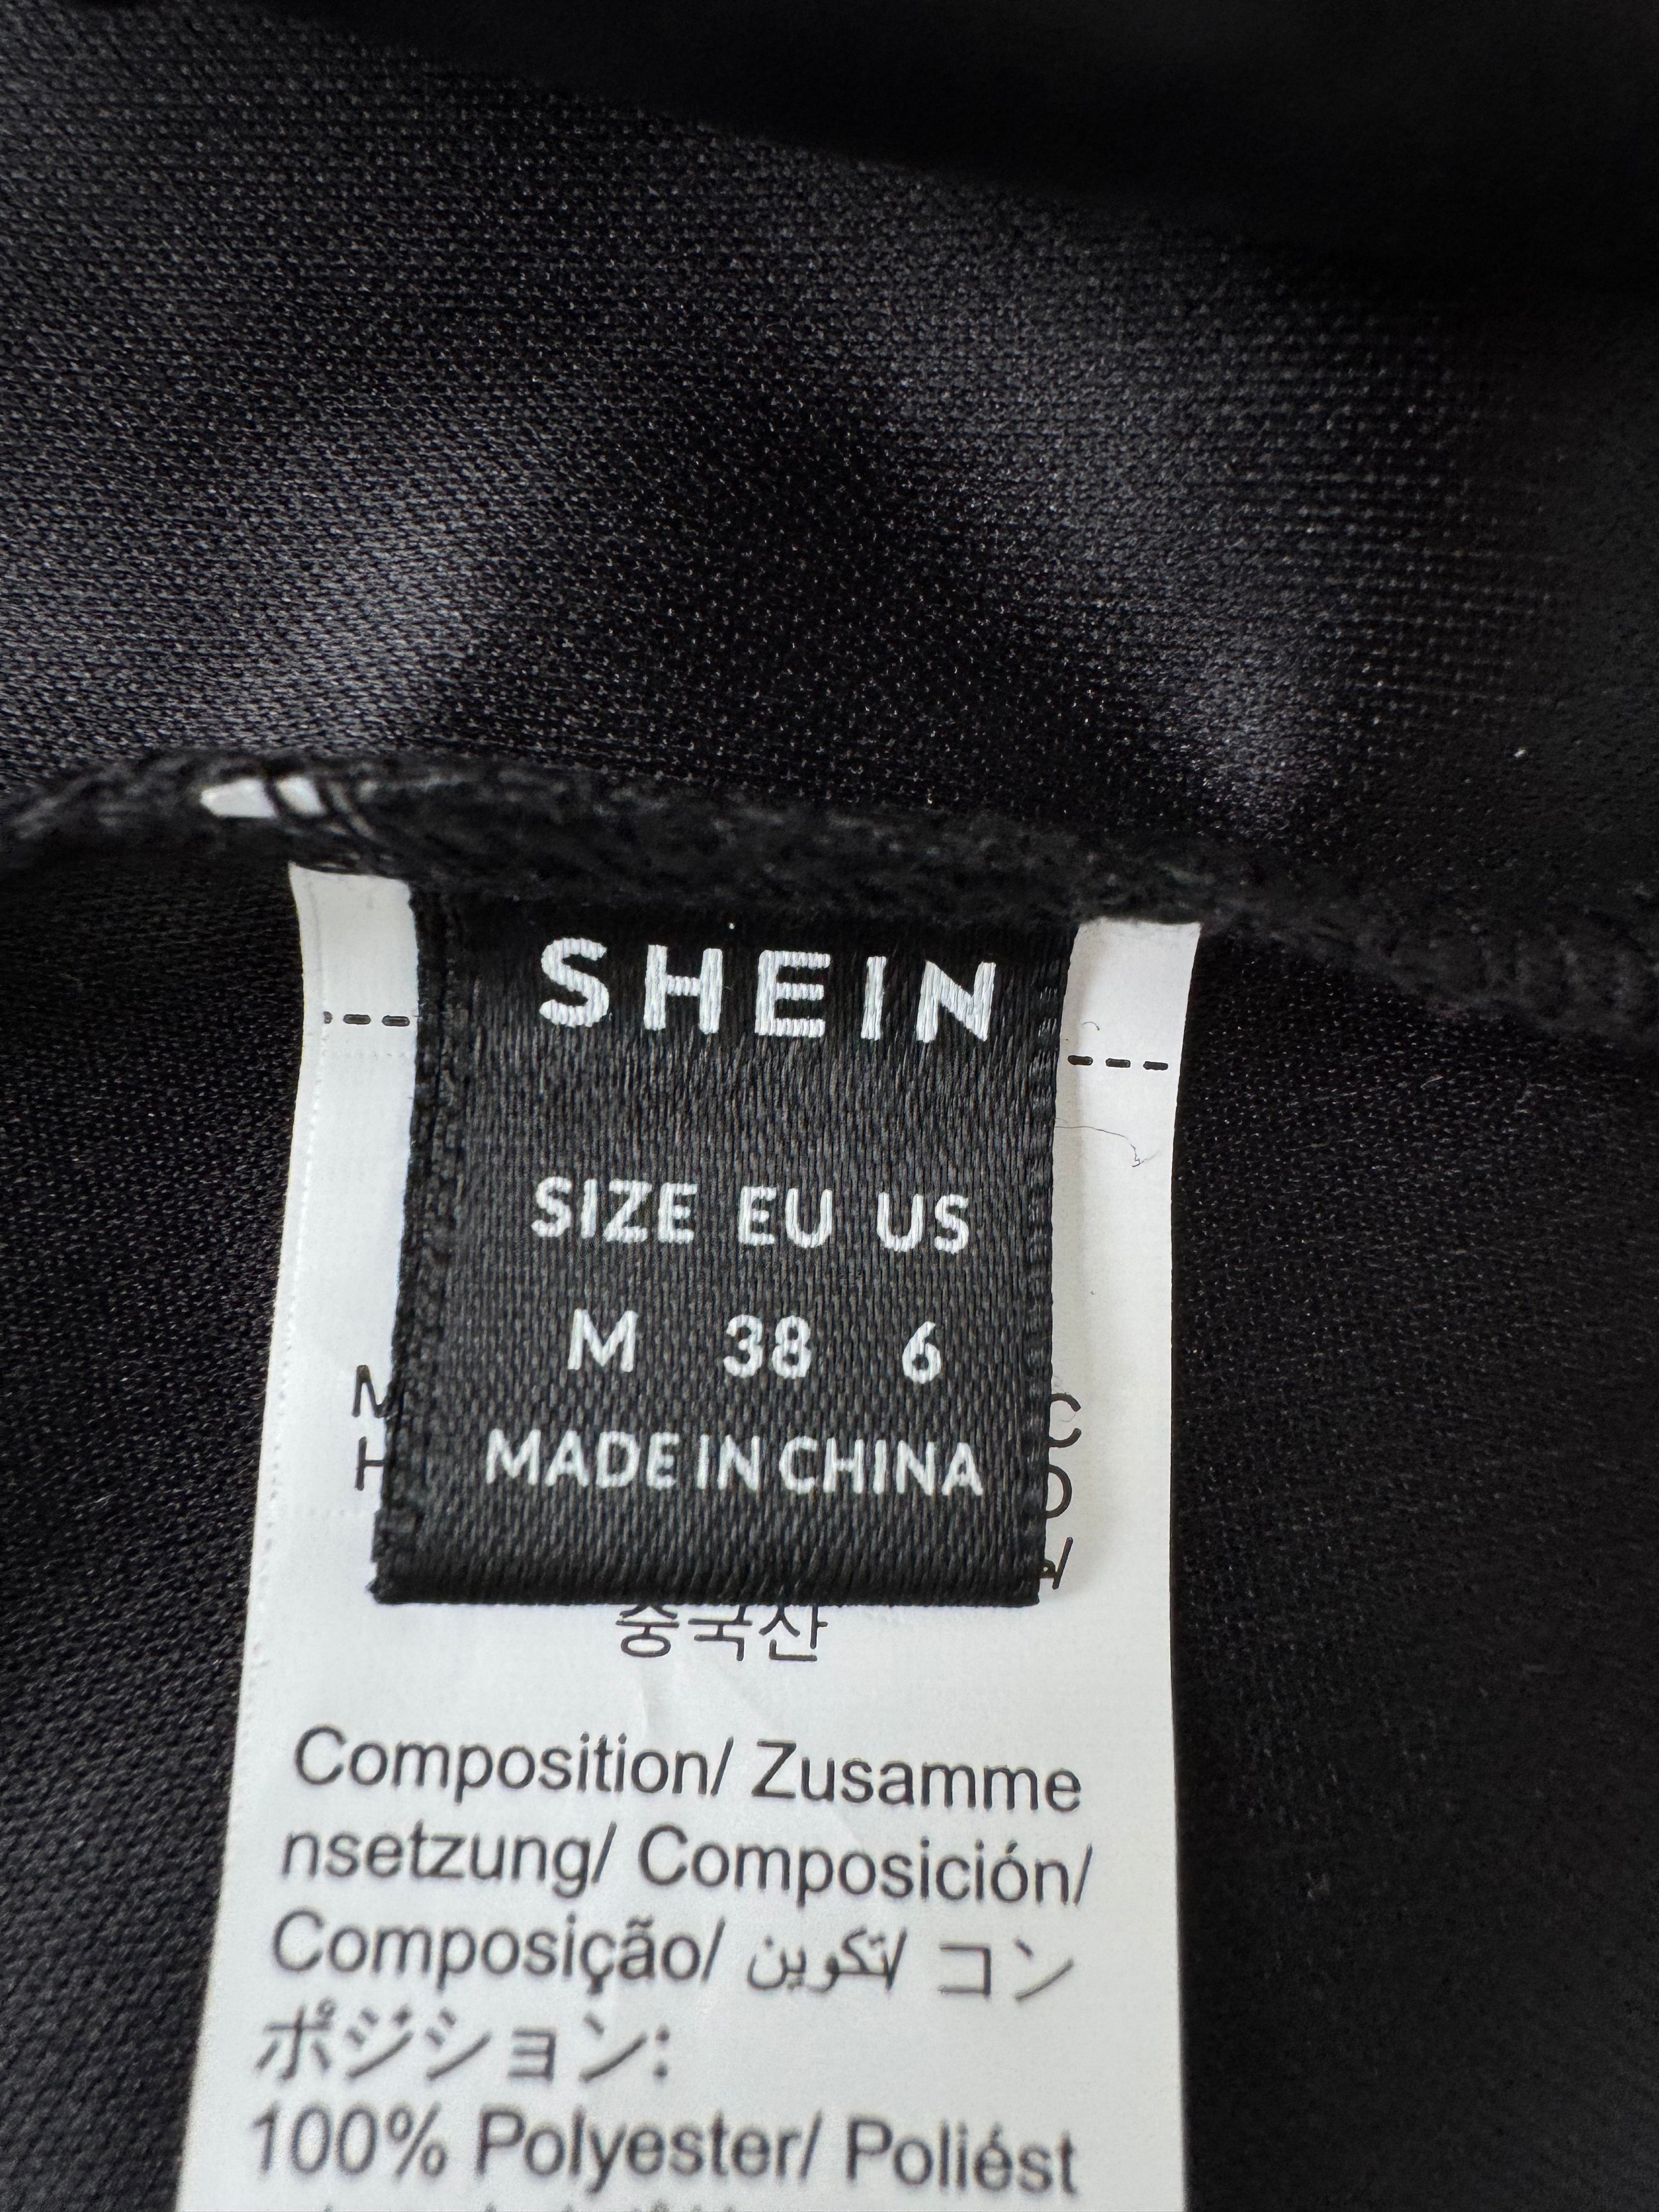 SHEIN
SIZE EU US
M 38 6
MADE IN CHINA
중국산
Composition/ Zusamme
nsetzung/ Composición/
Composição/ تكوين/ コン
ポジション:
100% Polyester/ Poliést